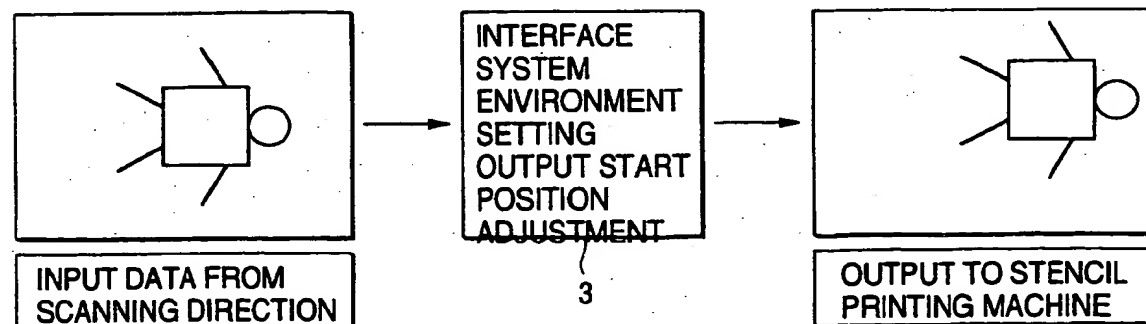 INTERFACE
SYSTEM
ENVIRONMENT
SETTING
OUTPUT START
POSITION
ADJUSTMENT
3
INPUT DATA FROM
SCANNING DIRECTION
OUTPUT TO STENCIL
PRINTING MACHINE